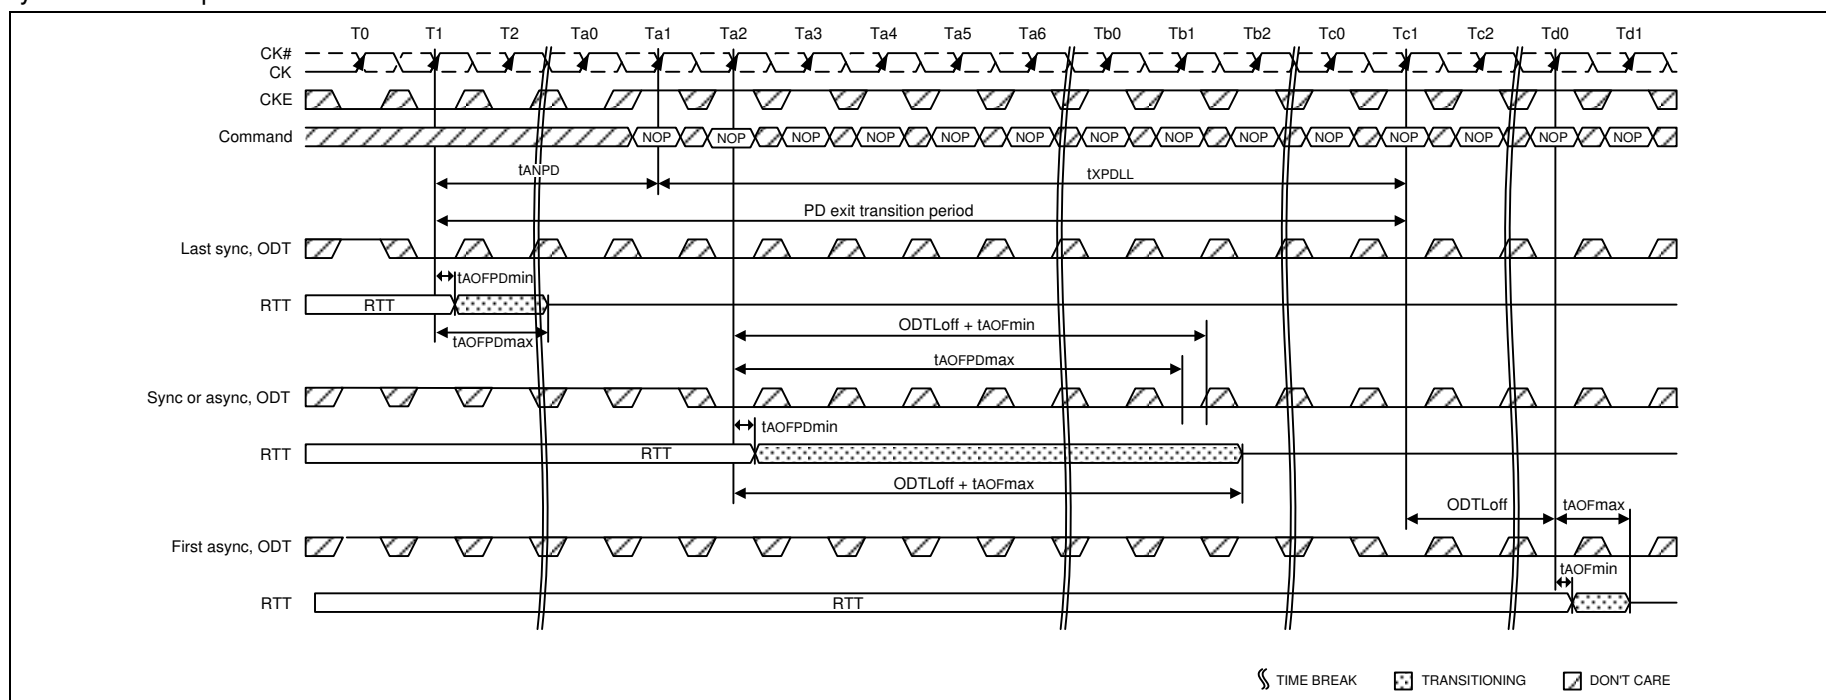 T0 T1 T2 Ta0 Ta1 Ta2 Ta3 Ta4 Ta5 Ta6 Tb0 Tb1 Tb2 Tc0 Tc1 Tc2 Td0 Td1
CK#
CK
CKE
Command NOP NOP NOP NOP NOP NOP NOP NOP NOP NOP NOP NOP NOP NOP
tANPD tXPDLL
PD exit transition period
Last sync, ODT
tAOFPDmin
RTT RTT
tAOFPDmax
ODTLoff + tAOFmin
tAOFPDmax
Sync or async, ODT
tAOFPDmin
RTT RTT
ODTLoff + tAOFmax
ODTLoff tAOFmax
First async, ODT
tAOFmin
RTT RTT
TIME BREAK TRANSITIONING DON'T CARE